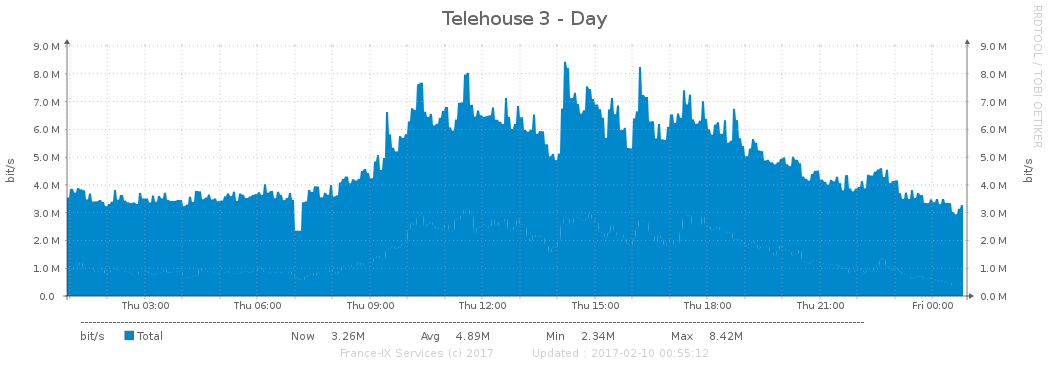 Telehouse 3 - Day
RRDTOOL / TOBI OETIKER
bit/s
9.0 M 9.0 M
8.0 M 8.0 M
7.0 M 7.0 M
6.0 M 6.0 M
5.0 M 5.0 M
4.0 M 4.0 M
3.0 M 3.0 M
2.0 M 2.0 M
1.0 M 1.0 M
0.0 0.0 M
bit/s
Thu 03:00 Thu 06:00 Thu 09:00 Thu 12:00 Thu 15:00 Thu 18:00 Thu 21:00 Fri 00:00
bit/s Total Now 3.26M Avg 4.89M Min 2.34M Max 8.42M
France-IX Services (c) 2017 Updated : 2017-02-10 00:55:12